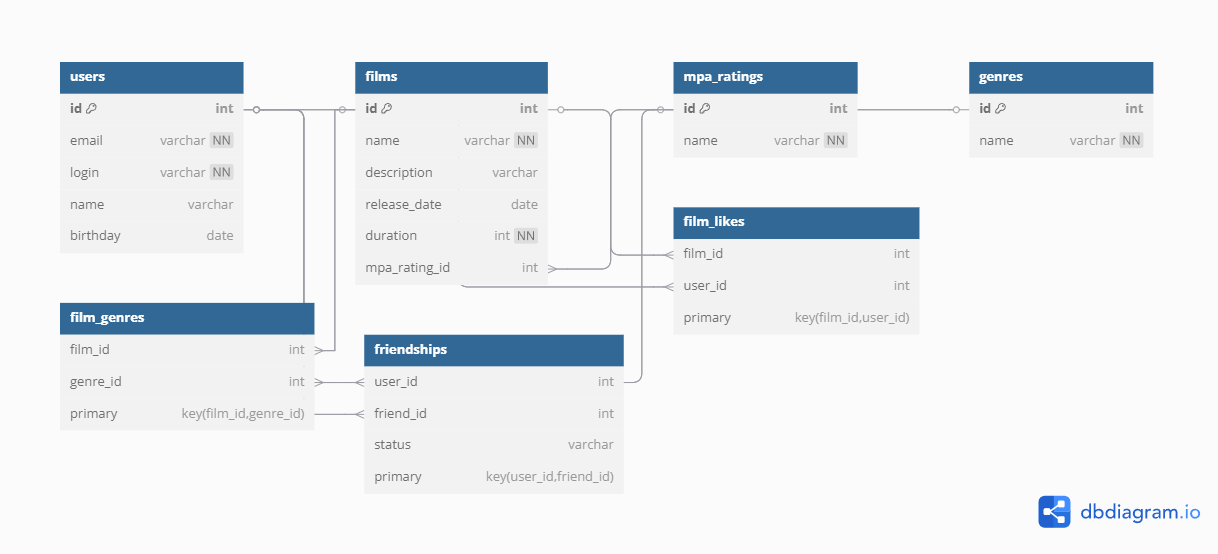 users
id int
email varchar NN
login varchar NN
name varchar
birthday date
films
id int
name varchar NN
description varchar
release_date date
duration int NN
mpa_rating_id int
mpa_ratings
id int
name varchar NN
genres
id int
name varchar NN
film_likes
film_id int
user_id int
primary key(film_id,user_id)
film_genres
film_id int
genre_id int
primary key(film_id,genre_id)
friendships
user_id int
friend_id int
status varchar
primary key(user_id,friend_id)
dbdiagram.io